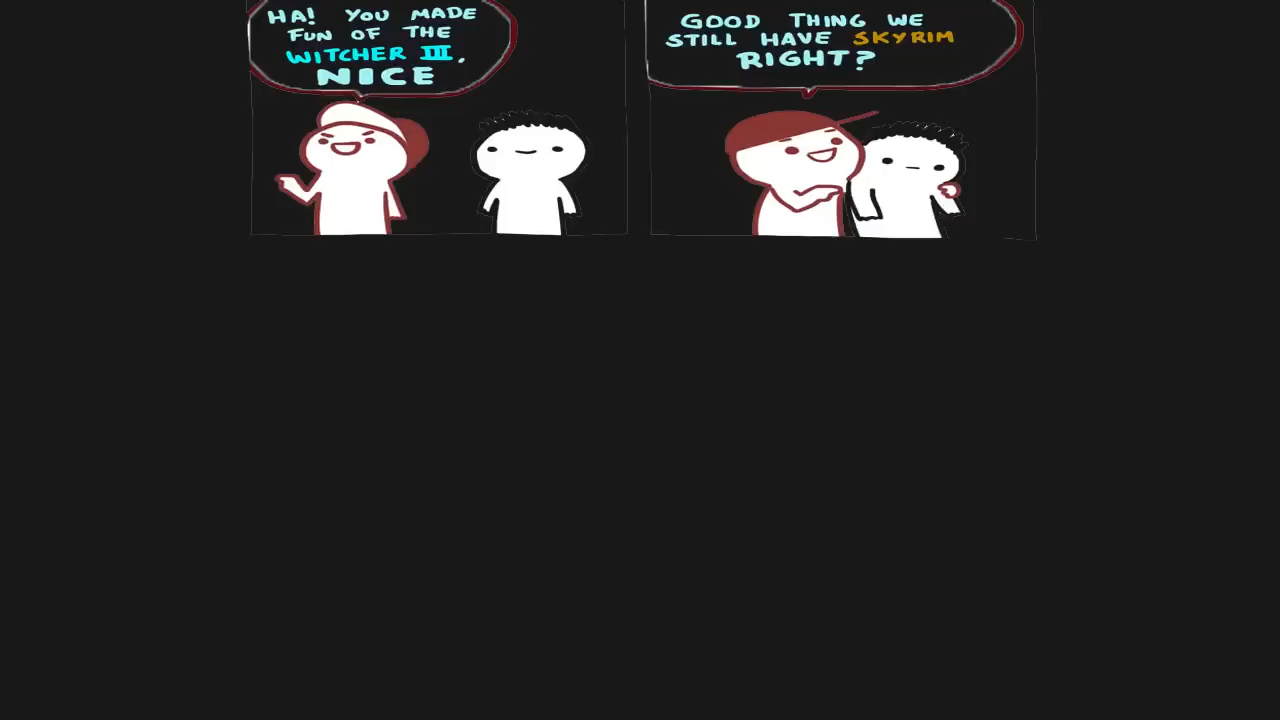 HA! YOU MADE
FUN OF THE
WITCHER III.
NICE
GOOD THING WE
STILL HAVE SKYRIM
RIGHT?